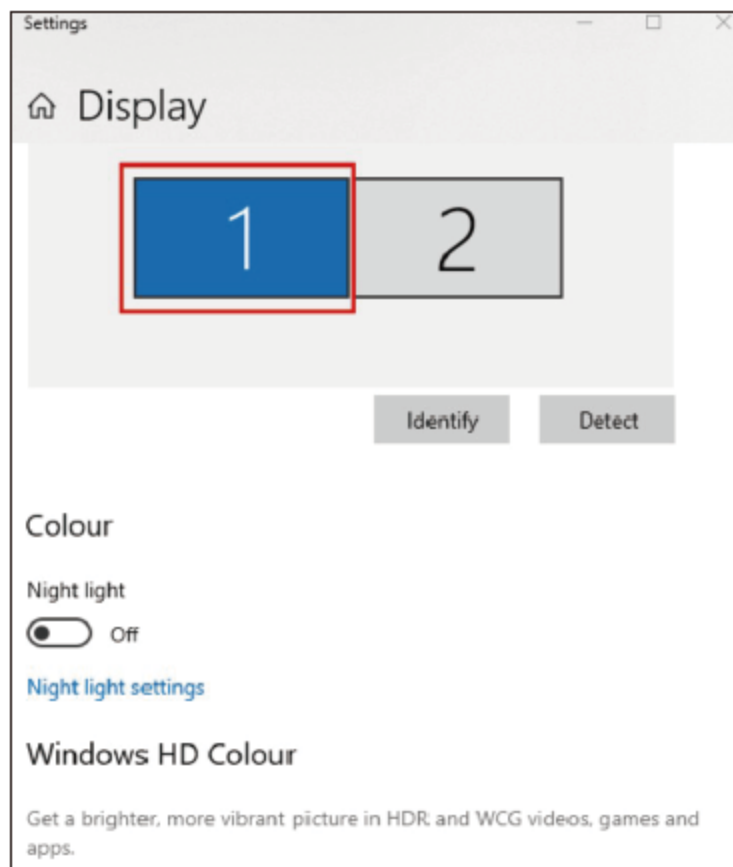 Settings
Display
1
2
Identify
Detect
Colour
Night light
Off
Night light settings
Windows HD Colour
Get a brighter, more vibrant picture in HDR and WCG videos, games and
apps.